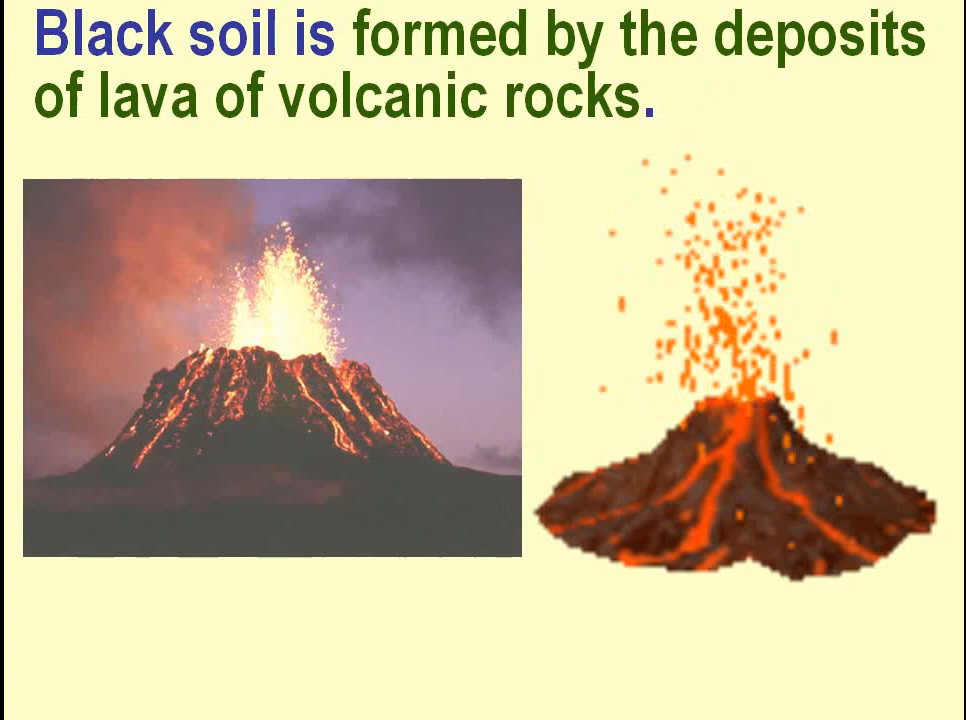 Black soil is formed by the deposits
of lava of volcanic rocks.